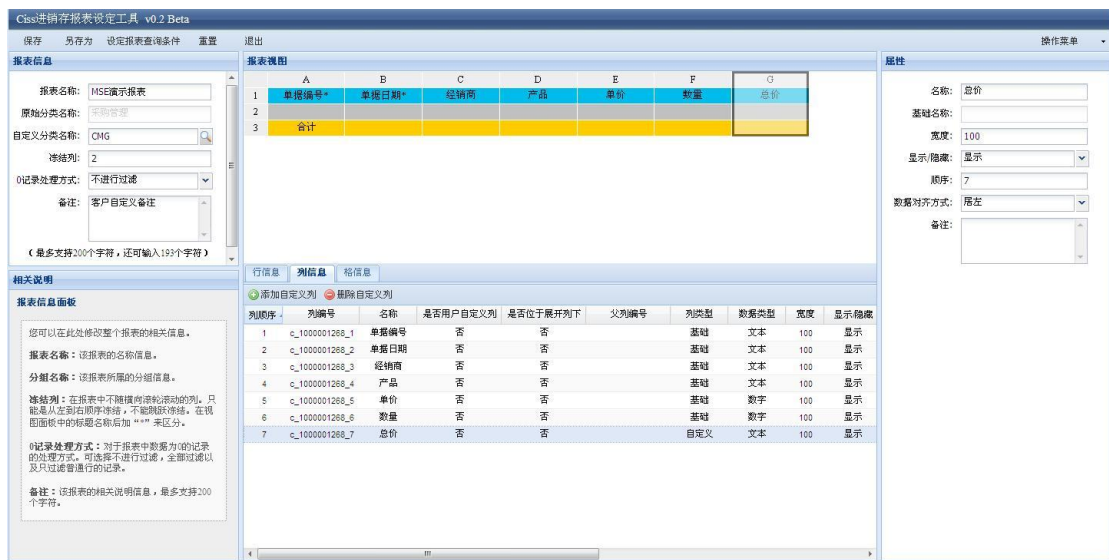 Ciss进销存报表设定工具 v0.2 Beta
保存 另存为 设定报表查询条件 重置 退出 操作菜单
报表信息
报表名称: MSE演示报表
原始分类名称: 采购管理
自定义分类名称: CMG
冻结列: 2
0记录处理方式: 不进行过滤
备注: 客户自定义备注
(最多支持200个字符,还可输入193个字符)
相关说明
报表信息面板
您可以在此处修改整个报表的相关信息。
报表名称:该报表的名称信息。
分组名称:该报表所属的分组信息。
冻结列:在报表中不随横向滚轮滚动的列。只
能是从左到右顺序冻结,不能跳跃冻结。在视
图面板中的标题名称后加“*”来区分。
0记录处理方式:对于报表中数据为0的记录
的处理方式。可选择不进行过滤,全部过滤以
及只过滤普通行的记录。
备注:该报表的相关说明信息,最多支持200
个字符。
报表视图
A B C D E F G
1 单据编号* 单据日期* 经销商 产品 单价 数量 总价
2
3 合计
行信息 列信息 格信息
添加自定义列 删除自定义列
列顺序 列编号 名称 是否用户自定义列 是否位于展开列下 父列编号 列类型 数据类型 宽度 显示/隐藏
1 c_1000001268_1 单据编号 否 否 基础 文本 100 显示
2 c_1000001268_2 单据日期 否 否 基础 文本 100 显示
3 c_1000001268_3 经销商 否 否 基础 文本 100 显示
4 c_1000001268_4 产品 否 否 基础 文本 100 显示
5 c_1000001268_5 单价 否 否 基础 数字 100 显示
6 c_1000001268_6 数量 否 否 基础 数字 100 显示
7 c_1000001268_7 总价 否 否 自定义 文本 100 显示
属性
名称: 总价
基础名称:
宽度: 100
显示/隐藏: 显示
顺序: 7
数据对齐方式: 居左
备注: